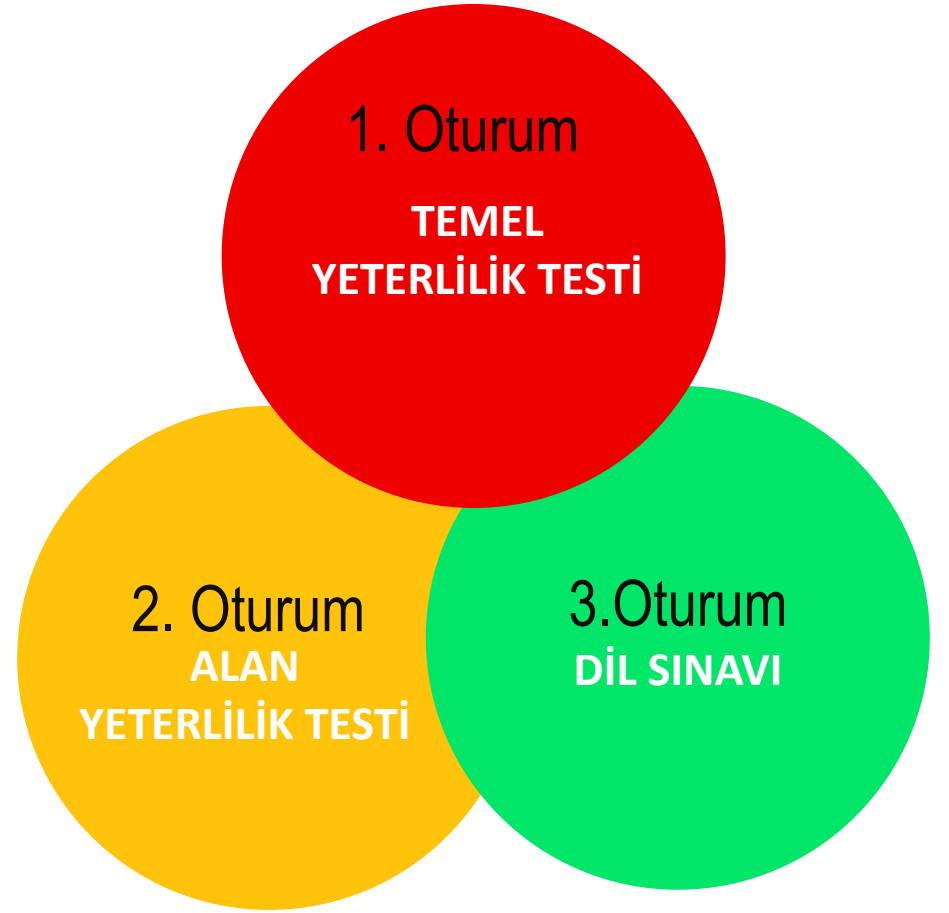 1. Oturum
TEMEL
YETERLİLİK TESTİ
2. Oturum
ALAN
YETERLİLİK TESTİ
3.Oturum
DİL SINAVI